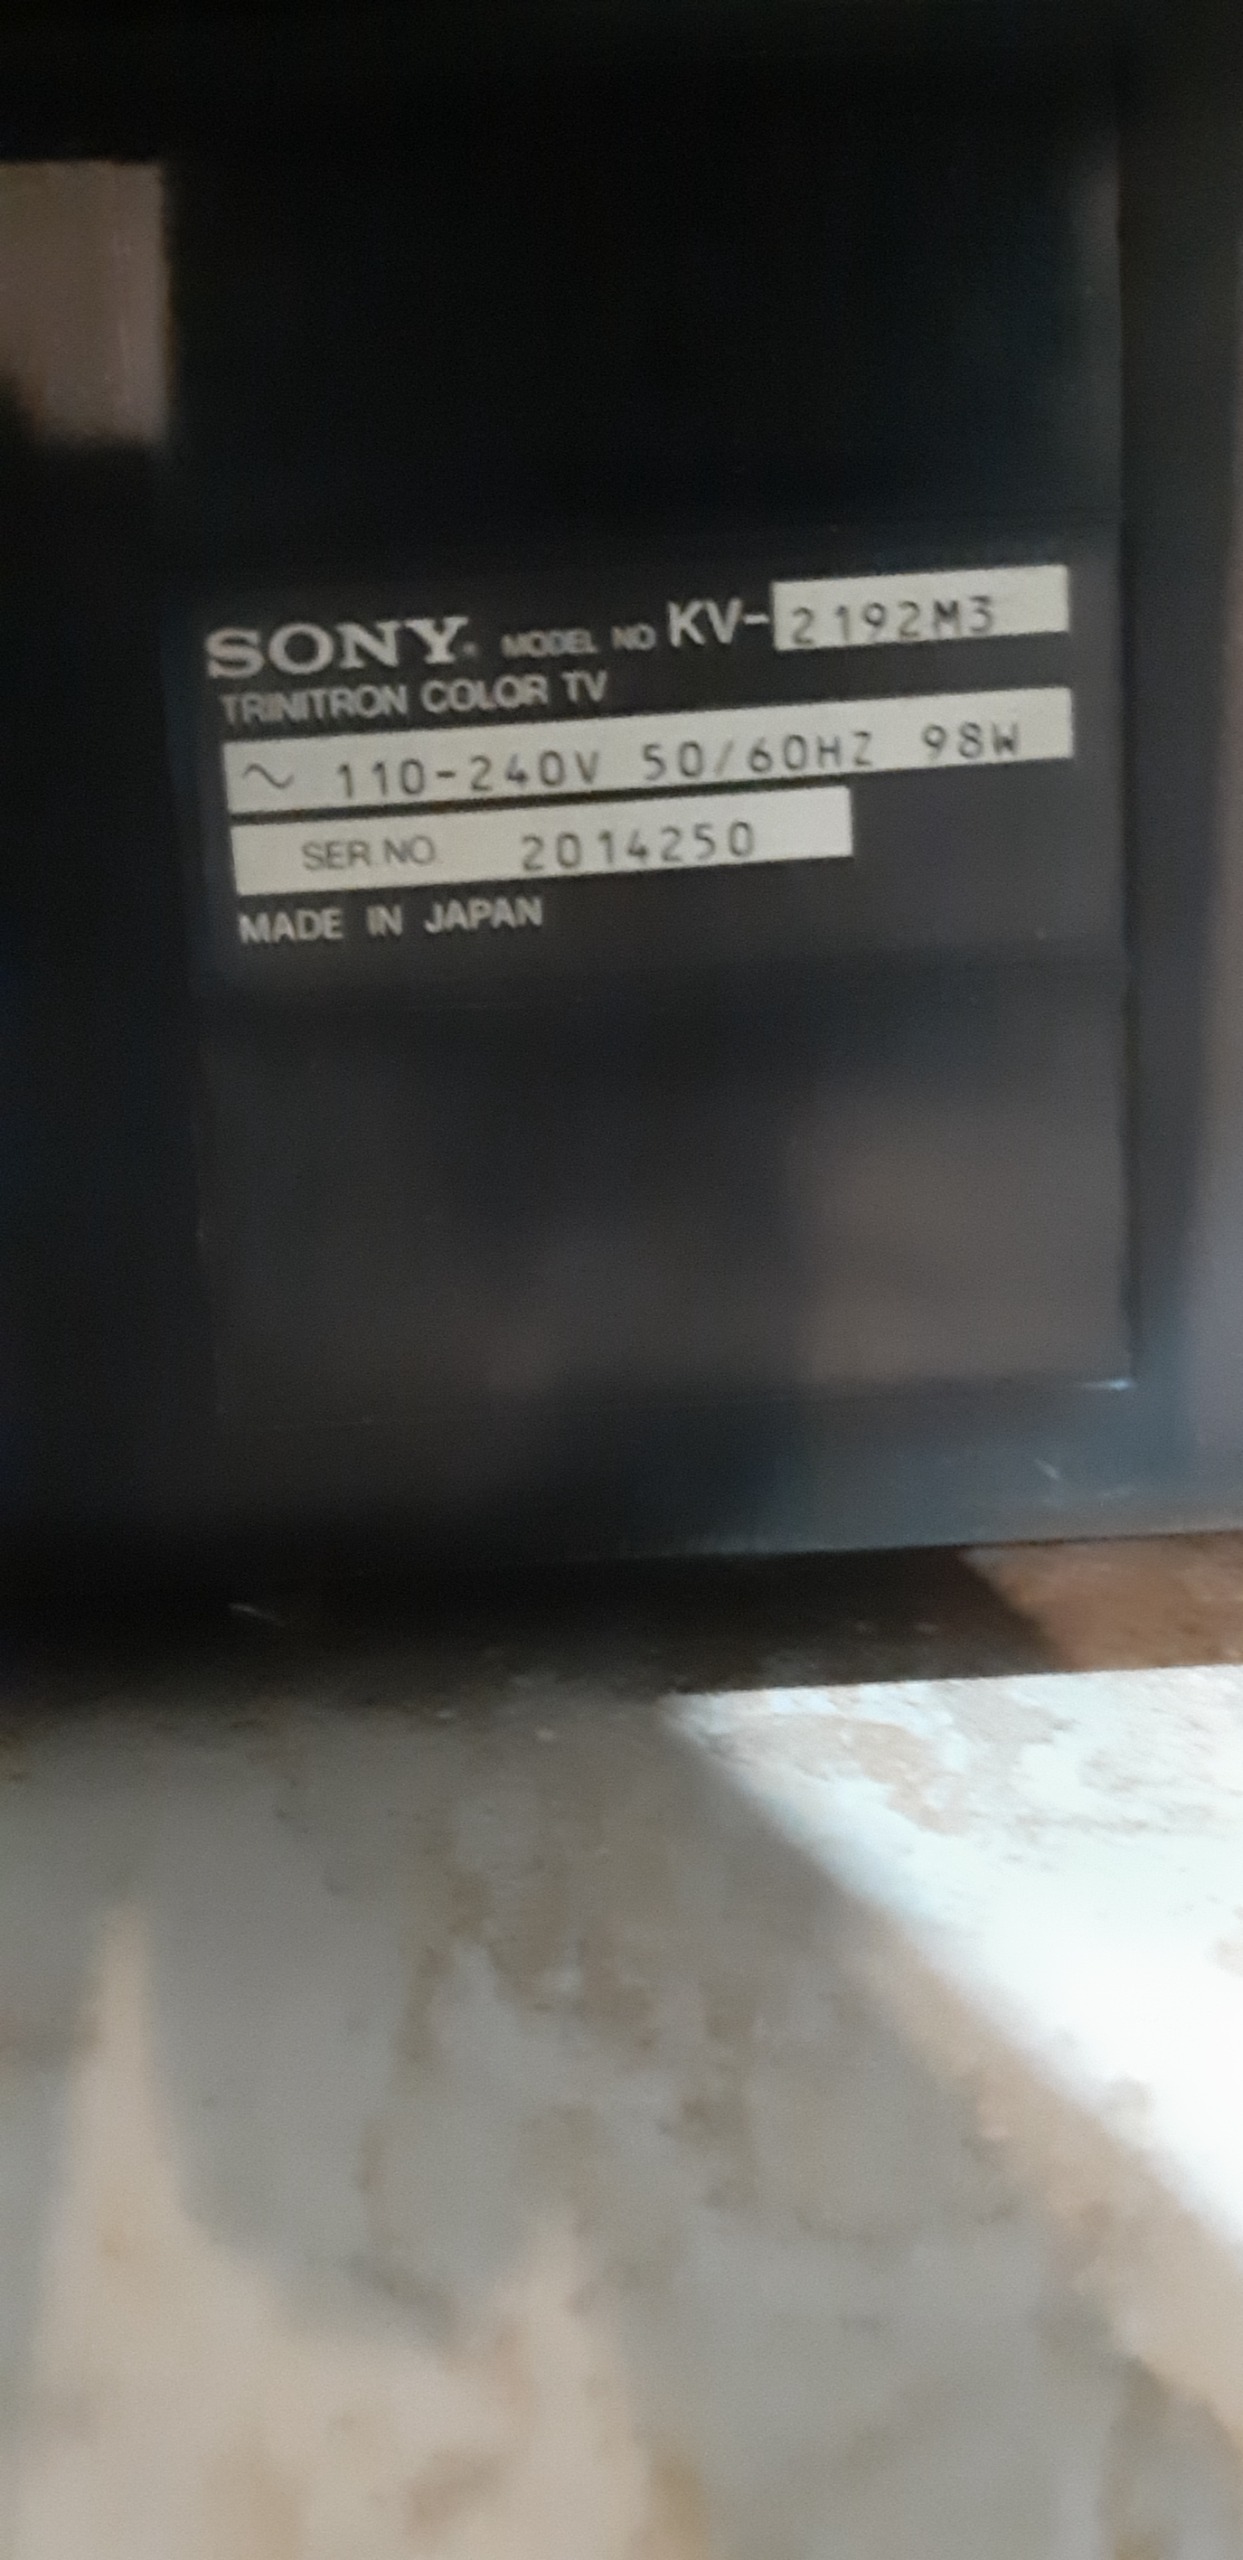 SONY. MODEL NO KV-2192M3
TRINITRON COLOR TV
~ 110-240V 50/60HZ 98W
SER.NO. 2014250
MADE IN JAPAN